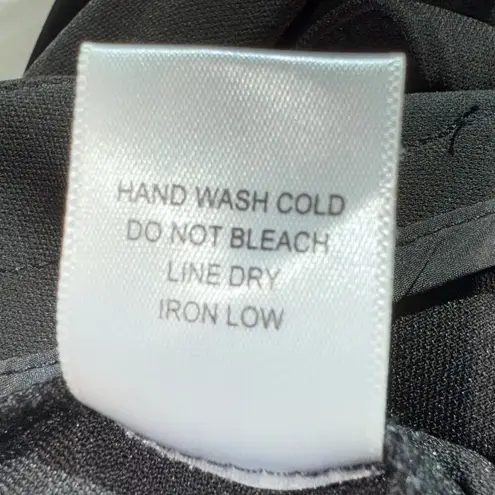 HAND WASH COLD
DO NOT BLEACH
LINE DRY
IRON LOW